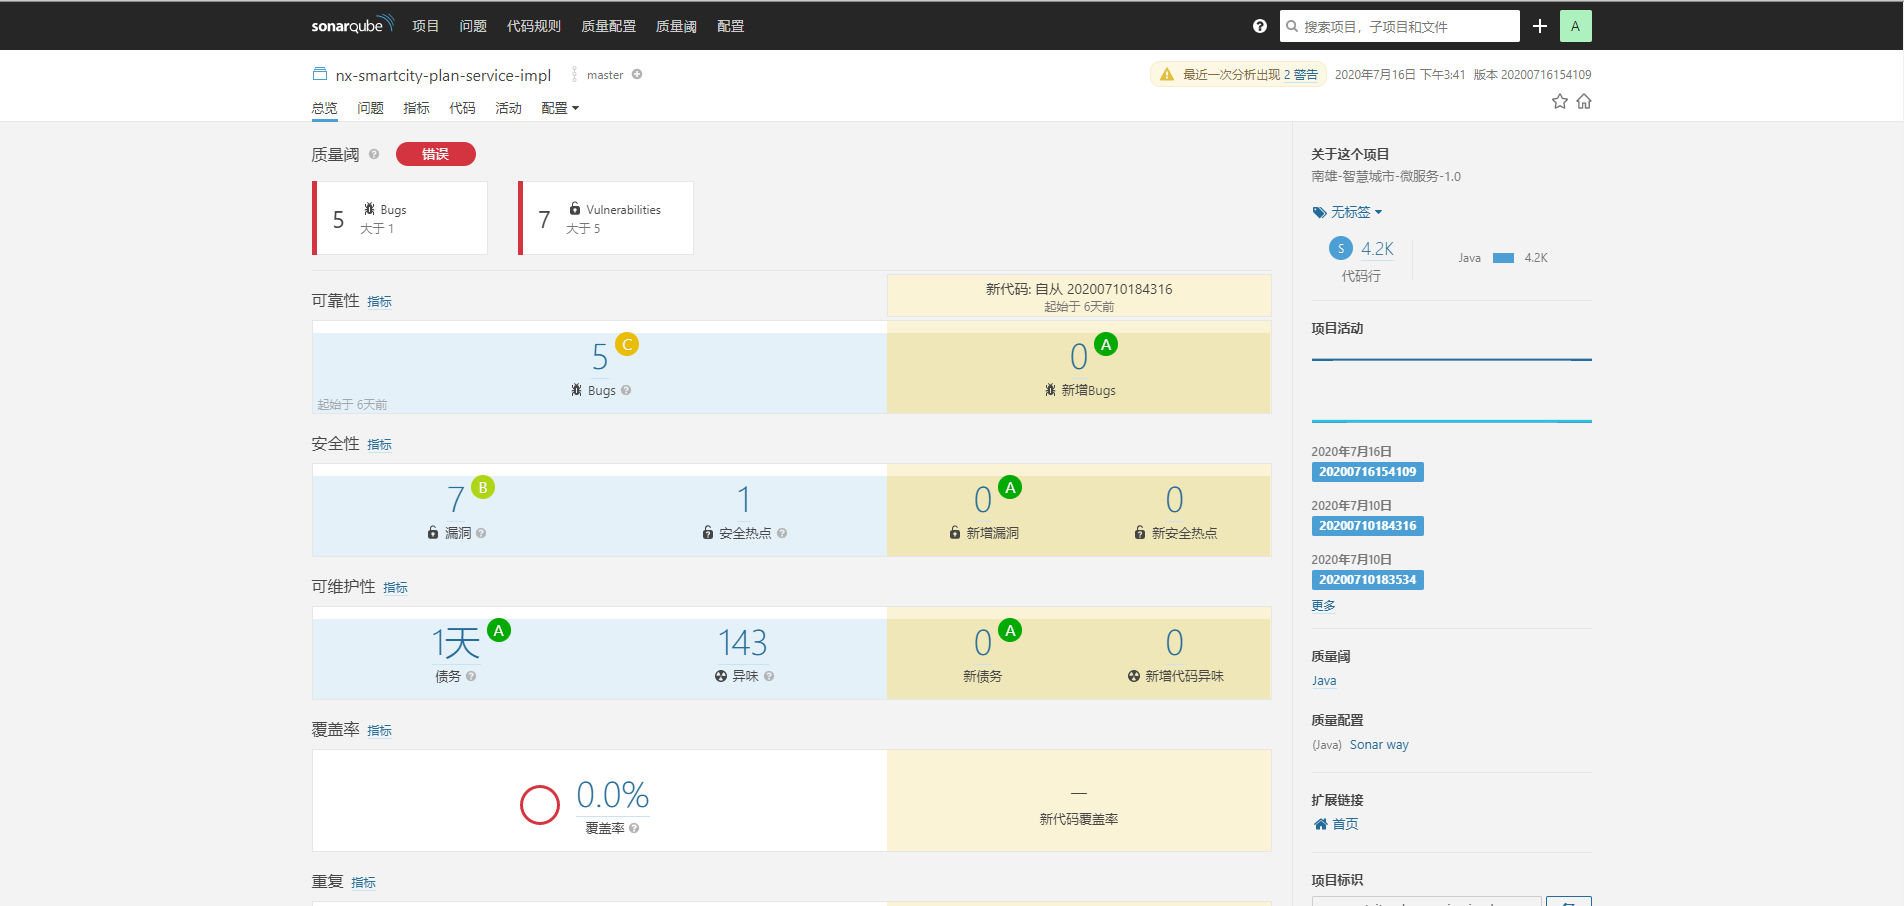 sonarqube 项目 问题 代码规则 质量配置 质量阈 配置 搜索项目，子项目和文件 A
nx-smartcity-plan-service-impl master 最近一次分析出现 2 警告 2020年7月16日 下午3:41 版本 20200716154109
总览 问题 指标 代码 活动 配置
质量阈 错误
5 Bugs
大于 1
7 Vulnerabilities
大于 5
新代码: 自从 20200710184316
起始于 6天前
可靠性 指标
5 C
Bugs
起始于 6天前
0 A
新增Bugs
安全性 指标
7 B
漏洞
1
安全热点
0 A
新增漏洞
0
新安全热点
可维护性 指标
1天 A
债务
143
异味
0 A
新债务
0
新增代码异味
覆盖率 指标
0.0%
覆盖率
—
新代码覆盖率
重复 指标
关于这个项目
南雄-智慧城市-微服务-1.0
无标签
S 4.2K
代码行
Java 4.2K
项目活动
2020年7月16日
20200716154109
2020年7月10日
20200710184316
2020年7月10日
20200710183534
更多
质量阈
Java
质量配置
(Java) Sonar way
扩展链接
首页
项目标识